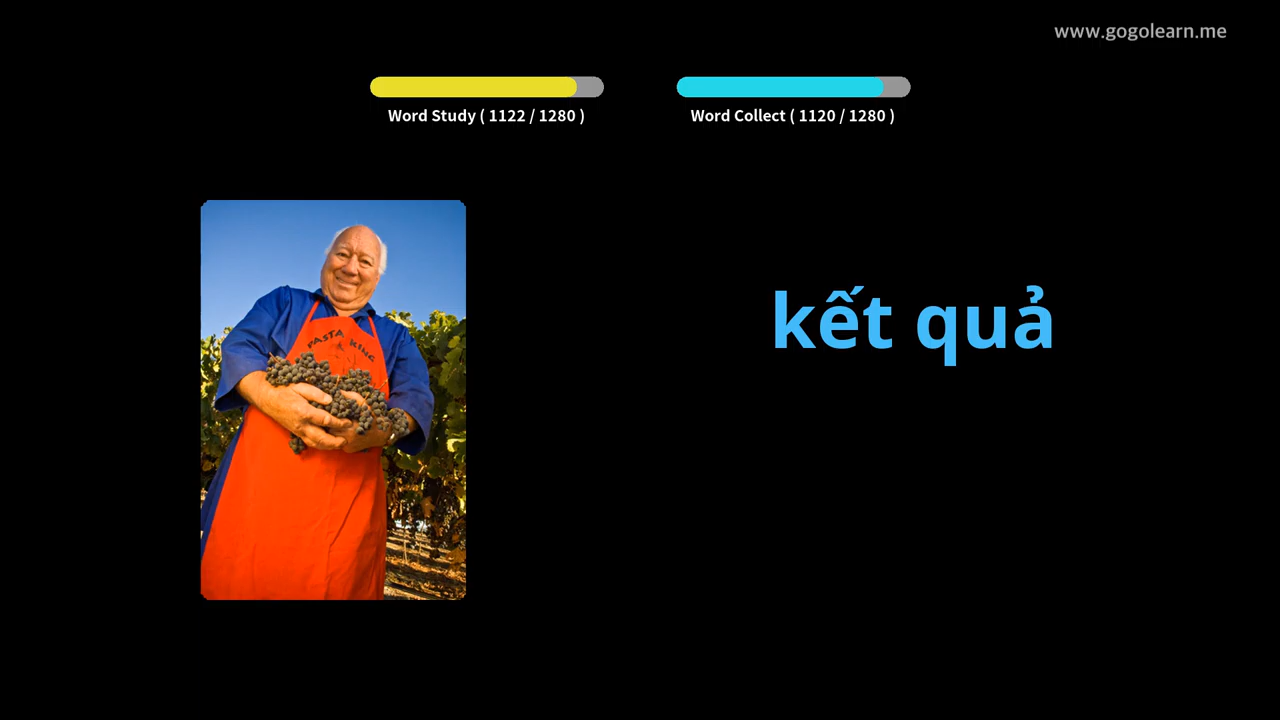 www.gogolearn.me
Word Study ( 1122 / 1280 )
Word Collect ( 1120 / 1280 )
kết quả
PASTA KING